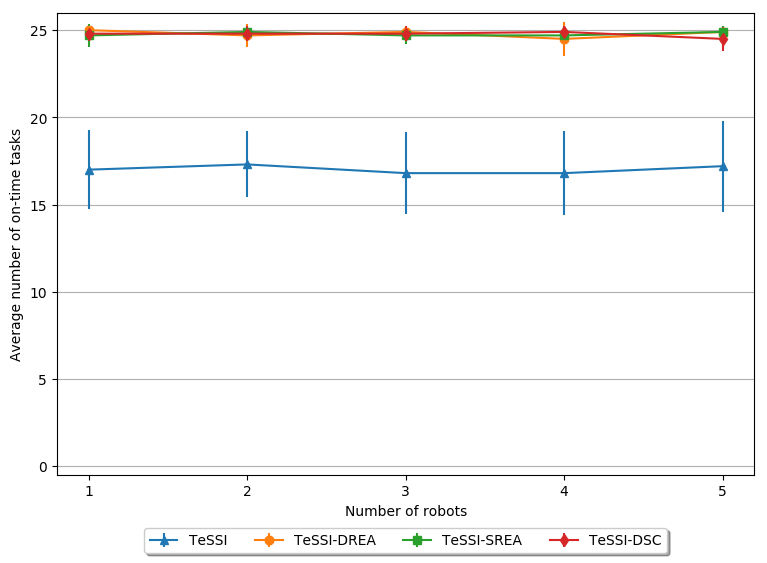 Average number of on-time tasks
25
20
15
10
5
0
1 2 3 4 5
Number of robots
TeSSI TeSSI-DREA TeSSI-SREA TeSSI-DSC